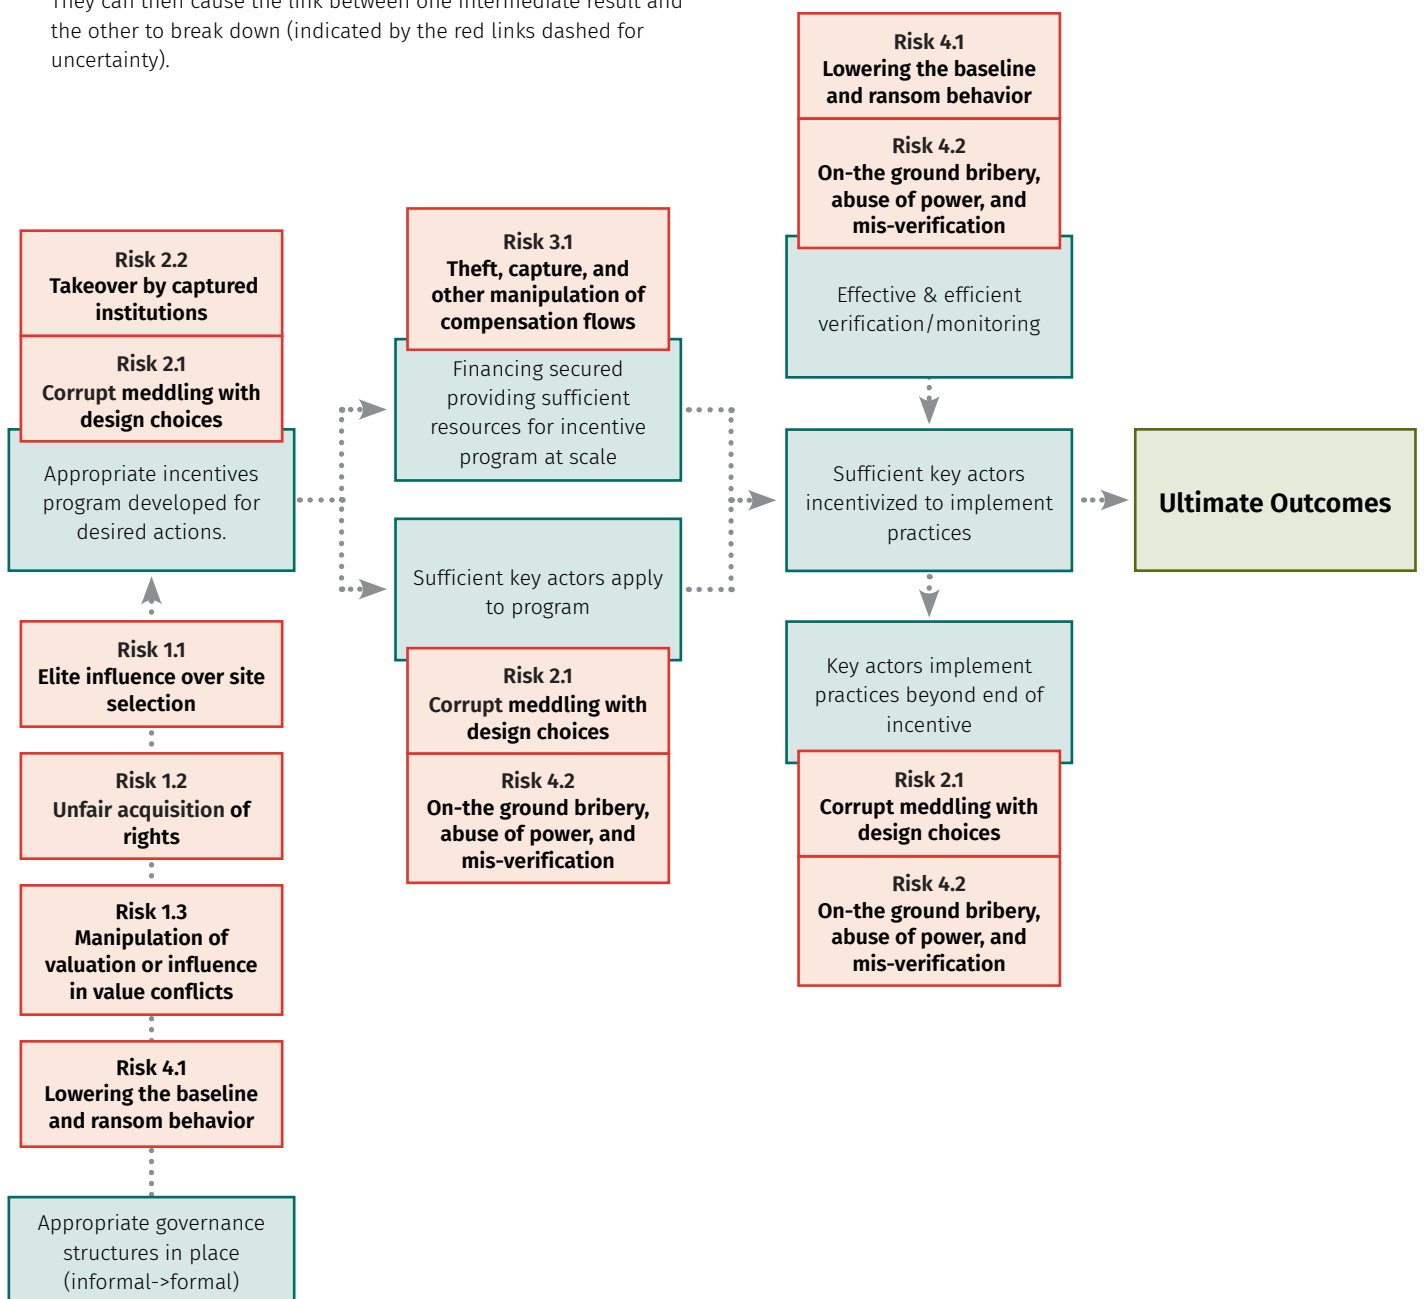 They can then cause the link between one intermediate result and
the other to break down (indicated by the red links dashed for
uncertainty).
Risk 4.1
Lowering the baseline
and ransom behavior
Risk 4.2
On-the ground bribery,
abuse of power, and
mis-verification
Effective & efficient
verification/monitoring
Risk 2.2
Takeover by captured
institutions
Risk 2.1
Corrupt meddling with
design choices
Appropriate incentives
program developed for
desired actions.
Risk 3.1
Theft, capture, and
other manipulation of
compensation flows
Financing secured
providing sufficient
resources for incentive
program at scale
Sufficient key actors
incentivized to implement
practices
Ultimate Outcomes
Sufficient key actors apply
to program
Risk 2.1
Corrupt meddling with
design choices
Risk 4.2
On-the ground bribery,
abuse of power, and
mis-verification
Key actors implement
practices beyond end of
incentive
Risk 2.1
Corrupt meddling with
design choices
Risk 4.2
On-the ground bribery,
abuse of power, and
mis-verification
Risk 1.1
Elite influence over site
selection
Risk 1.2
Unfair acquisition of
rights
Risk 1.3
Manipulation of
valuation or influence
in value conflicts
Risk 4.1
Lowering the baseline
and ransom behavior
Appropriate governance
structures in place
(informal->formal)